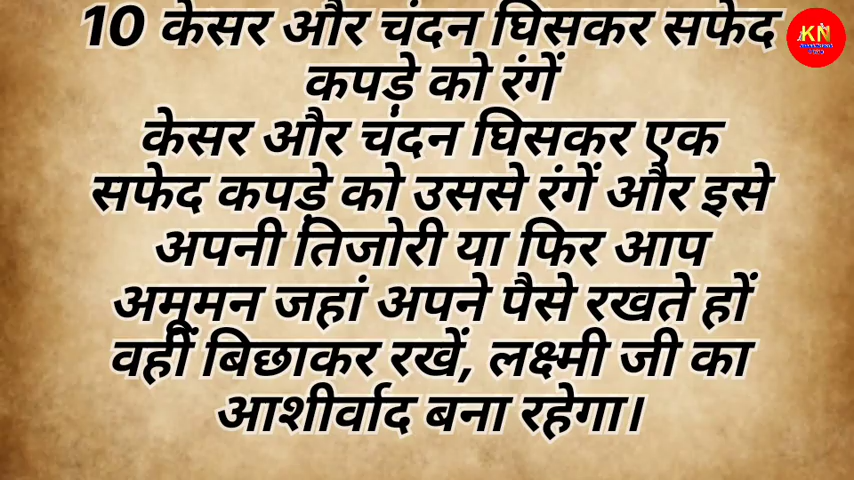 10 केसर और चंदन घिसकर सफेद
कपड़े को रंगें
केसर और चंदन घिसकर एक
सफेद कपड़े को उससे रंगें और इसे
अपनी तिजोरी या फिर आप
अमूमन जहां अपने पैसे रखते हों
वहीं बिछाकर रखें, लक्ष्मी जी का
आशीर्वाद बना रहेगा।
KN